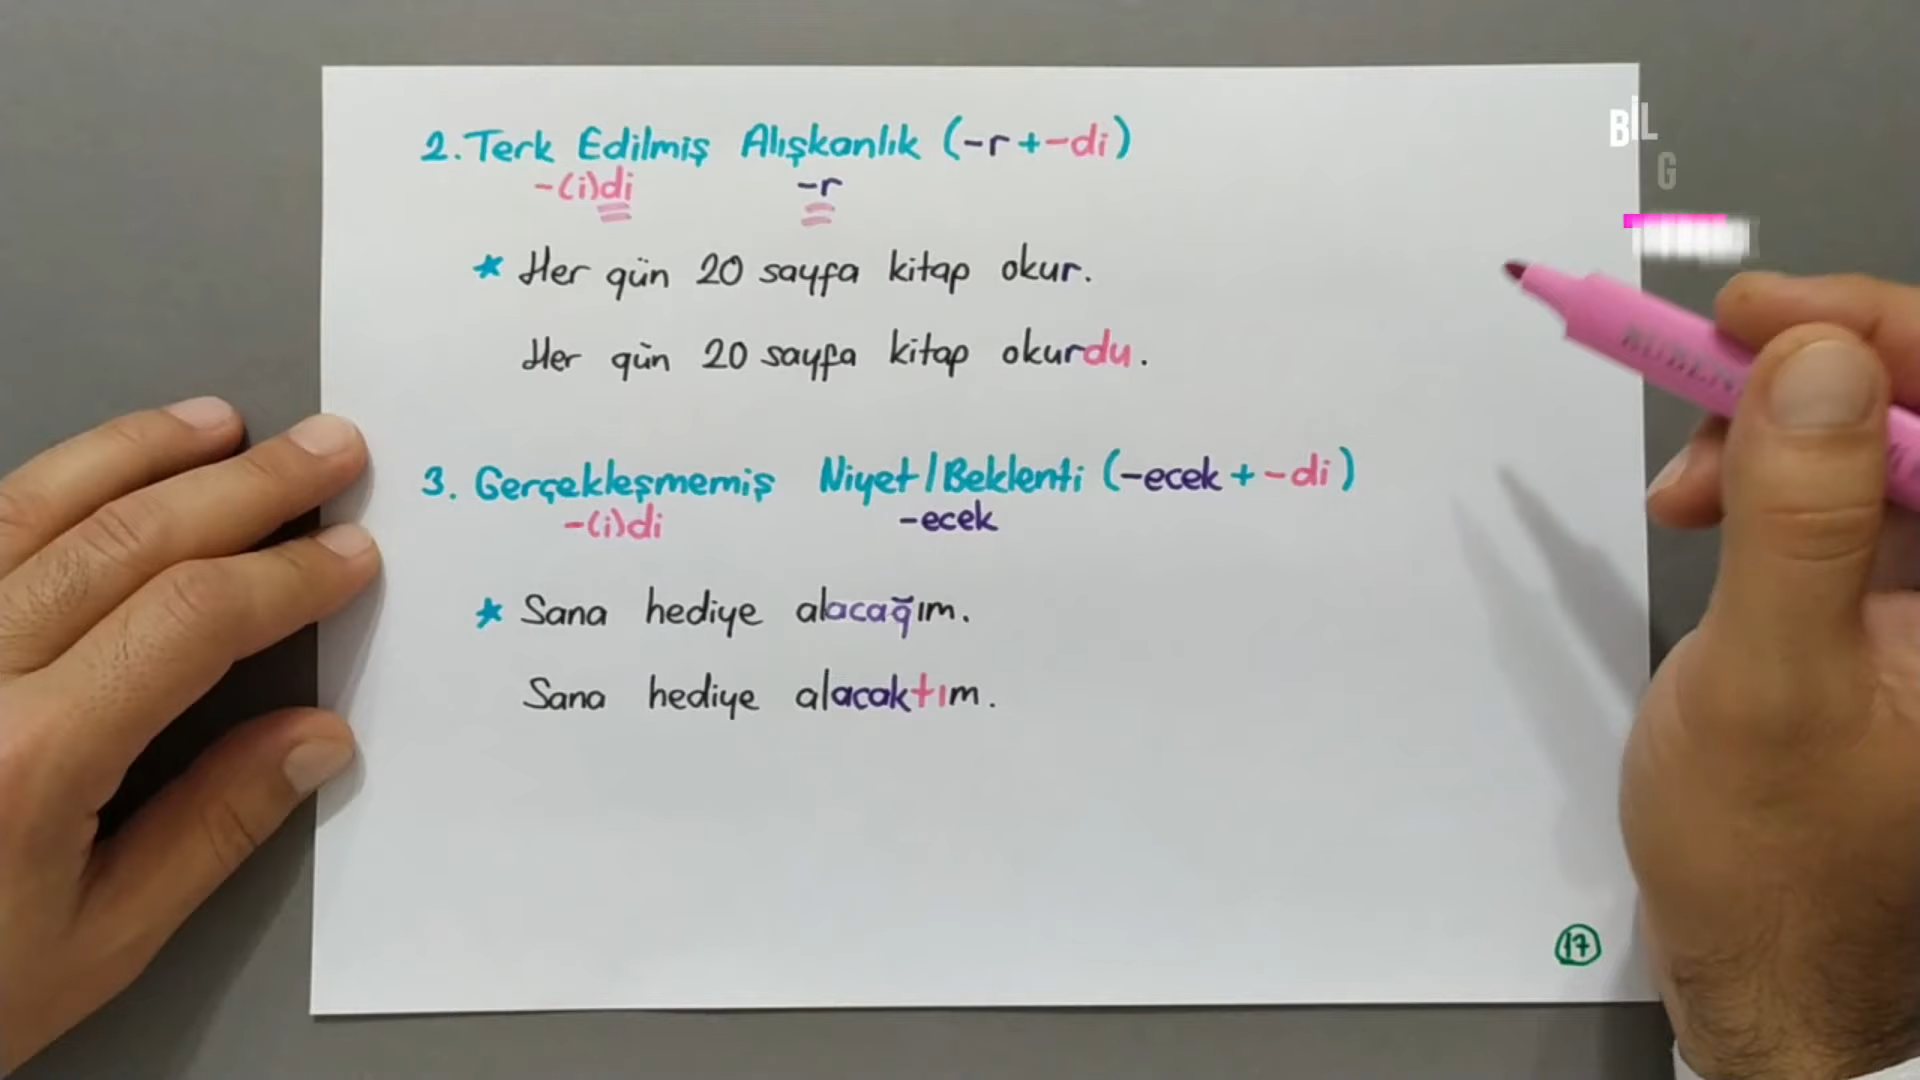 2. Terk Edilmiş Alışkanlık (-r+-di)
-(i)di -r
★ Her gün 20 sayfa kitap okur.
Her gün 20 sayfa kitap okurdu.
3. Gerçekleşmemiş Niyet/Beklenti (-ecek + -di)
-(i)di -ecek
★ Sana hediye alacağım.
Sana hediye alacaktım.
17
BİL
G